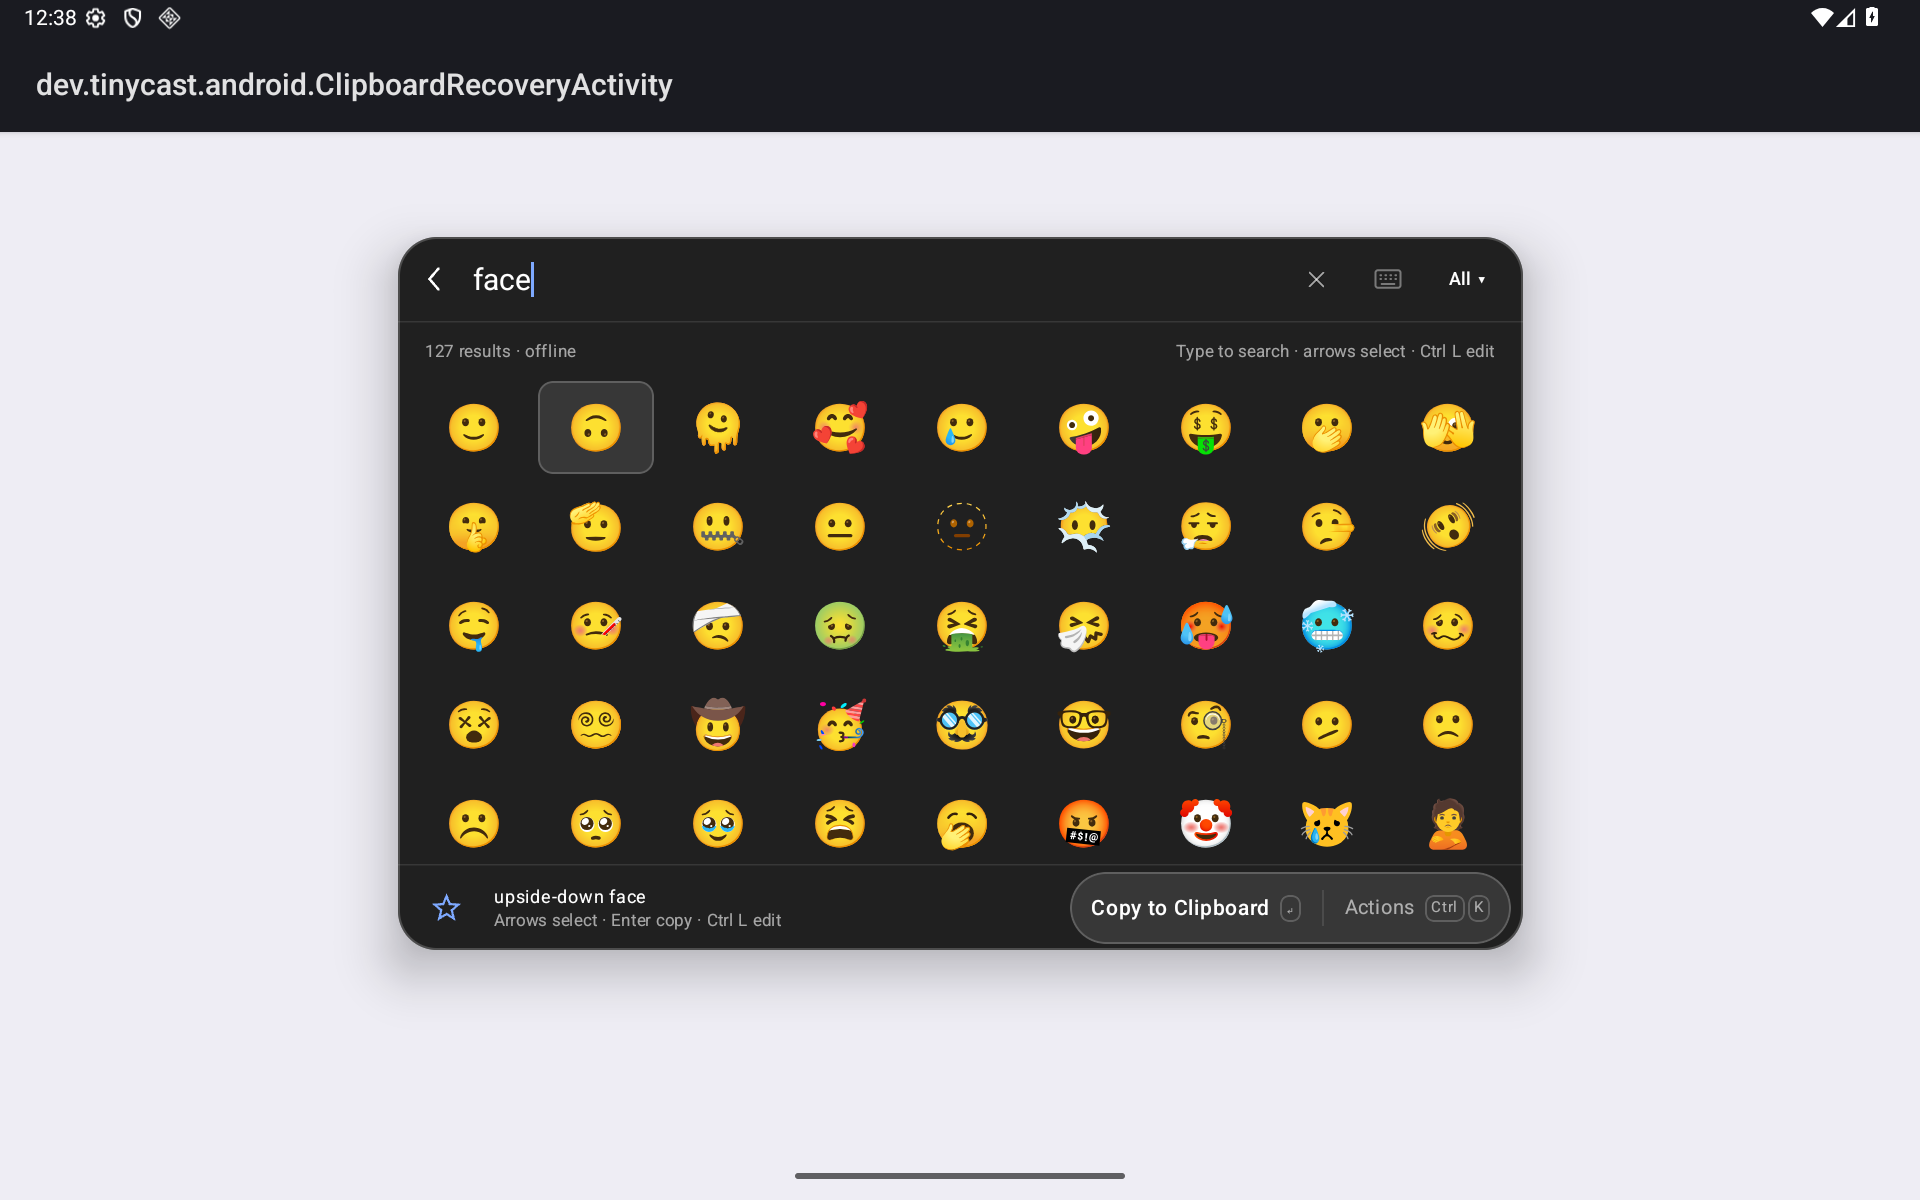 12:38
dev.tinycast.android.ClipboardRecoveryActivity
face
All ▾
127 results · offline
Type to search · arrows select · Ctrl L edit
#$!@
upside-down face
Arrows select · Enter copy · Ctrl L edit
Copy to Clipboard ↵
Actions Ctrl K